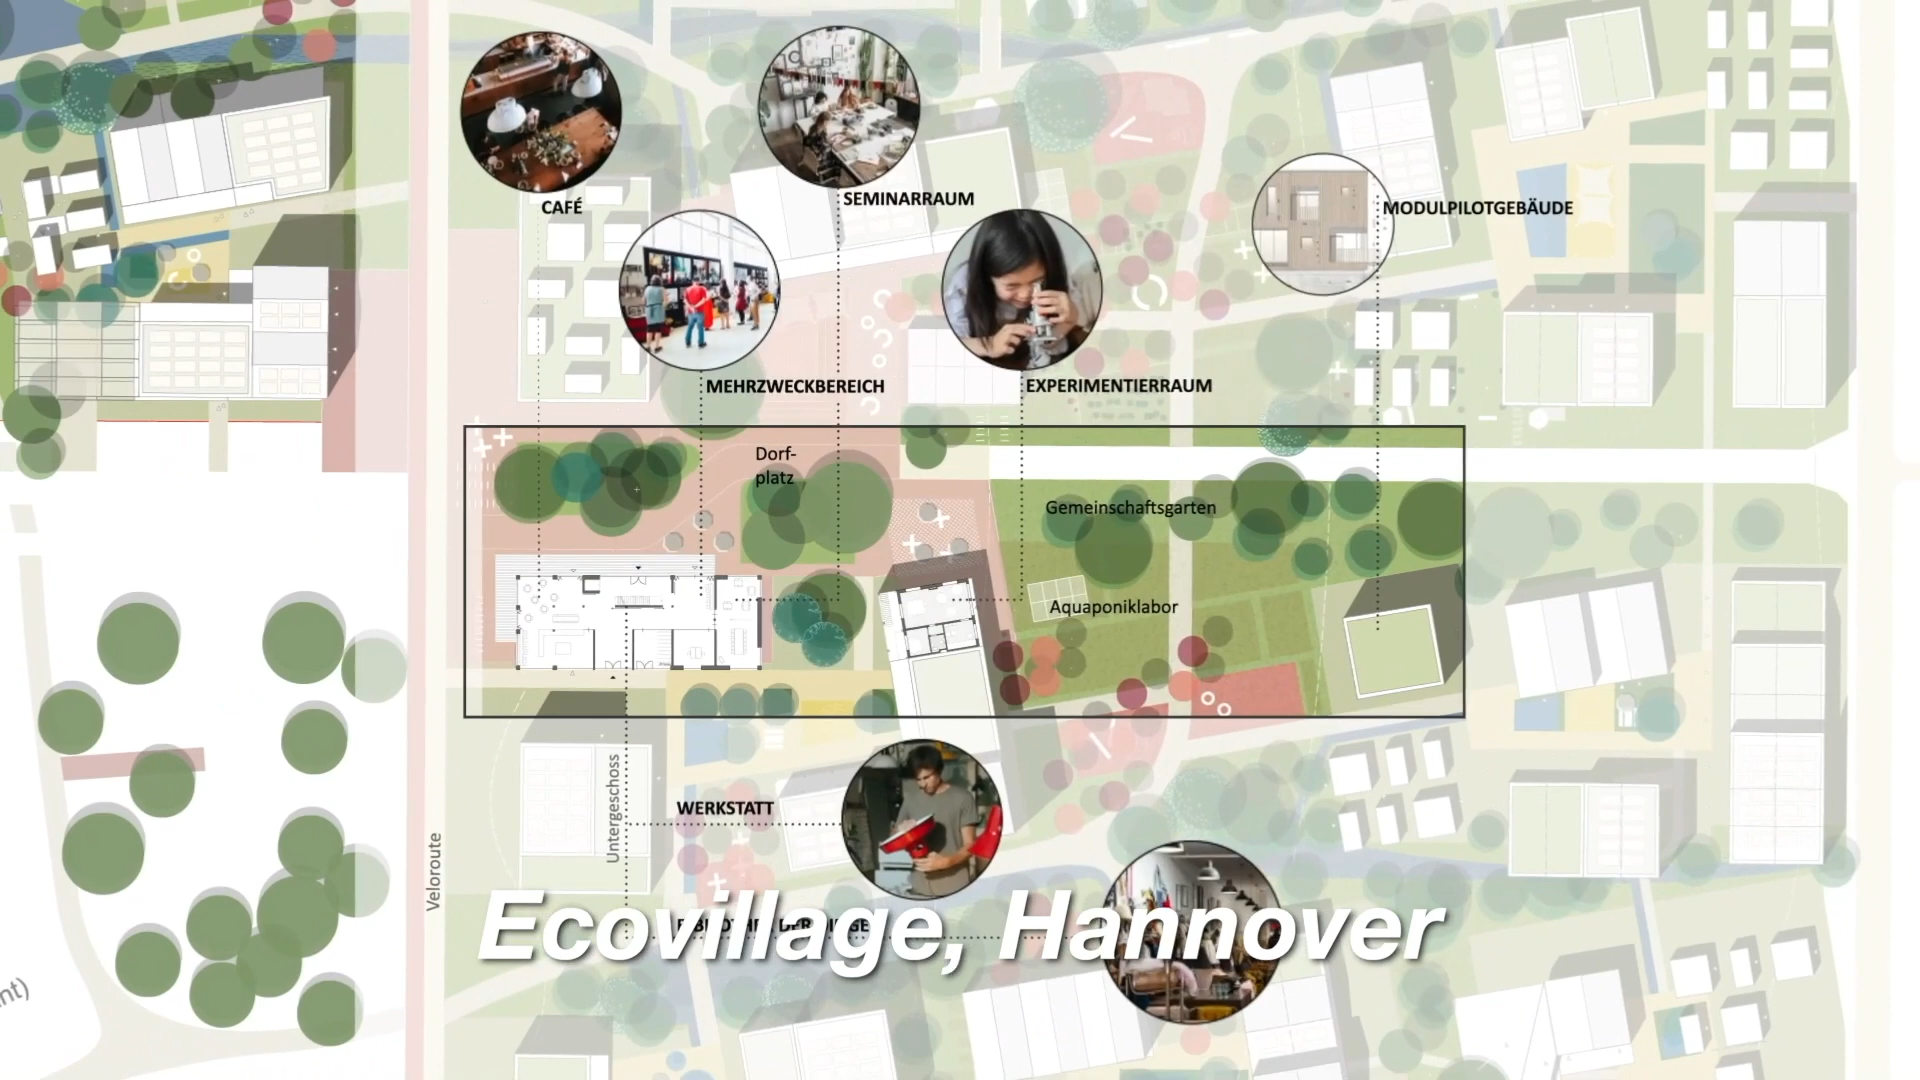 CAFÉ
SEMINARRAUM
MODULPILOTGEBÄUDE
MEHRZWECKBEREICH
EXPERIMENTIERRAUM
Dorf-
platz
Gemeinschaftsgarten
Aquaponiklabor
Untergeschoss
WERKSTATT
Veloroute
Ecovillage, Hannover